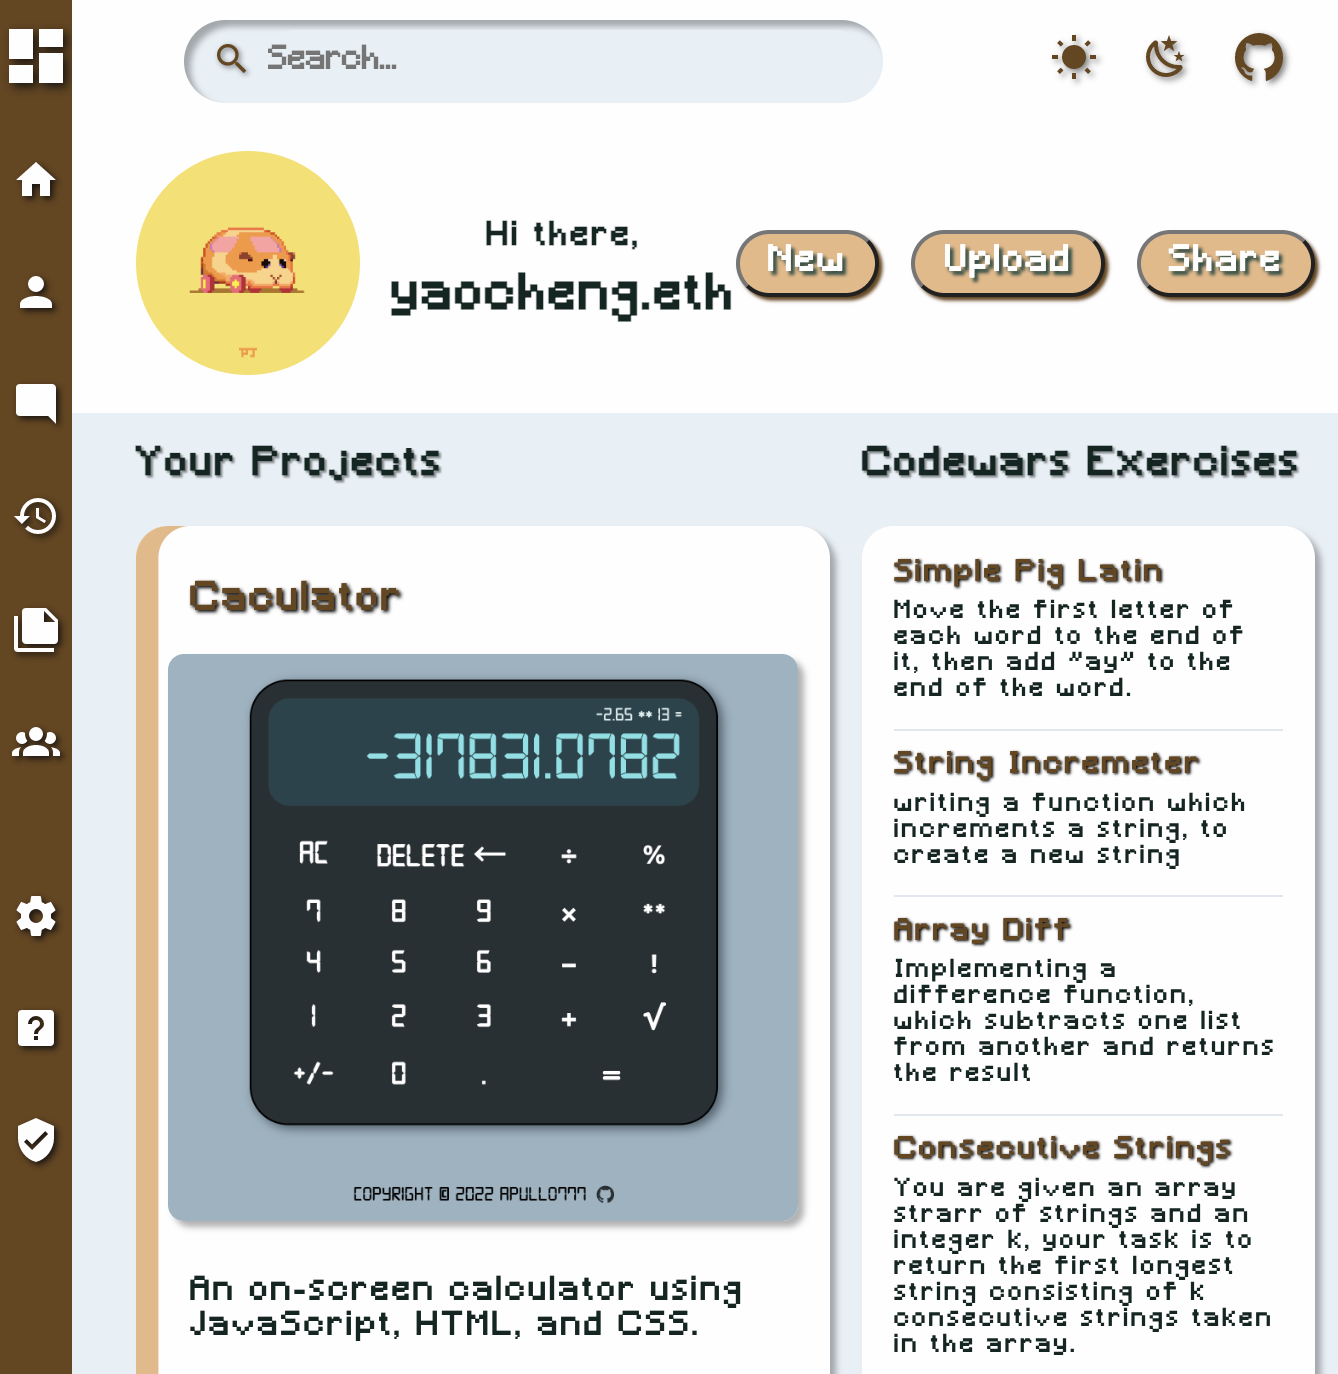 Search...
Hi there,
yaocheng.eth
New
Upload
Share
Your Projects
Caculator
-2.65 ** 13 =
-317831.0782
AC DELETE ← ÷ %
7 8 9 × **
4 5 6 − !
1 2 3 + √
+/- 0 . =
COPYRIGHT © 2022 APULLO777
An on-screen calculator using
JavaScript, HTML, and CSS.
Codewars Exercises
Simple Pig Latin
Move the first letter of
each word to the end of
it, then add "ay" to the
end of the word.
String Incremeter
writing a function which
increments a string, to
create a new string
Array Diff
Implementing a
difference function,
which subtracts one list
from another and returns
the result
Consecutive Strings
You are given an array
strarr of strings and an
integer k, your task is to
return the first longest
string consisting of k
consecutive strings taken
in the array.